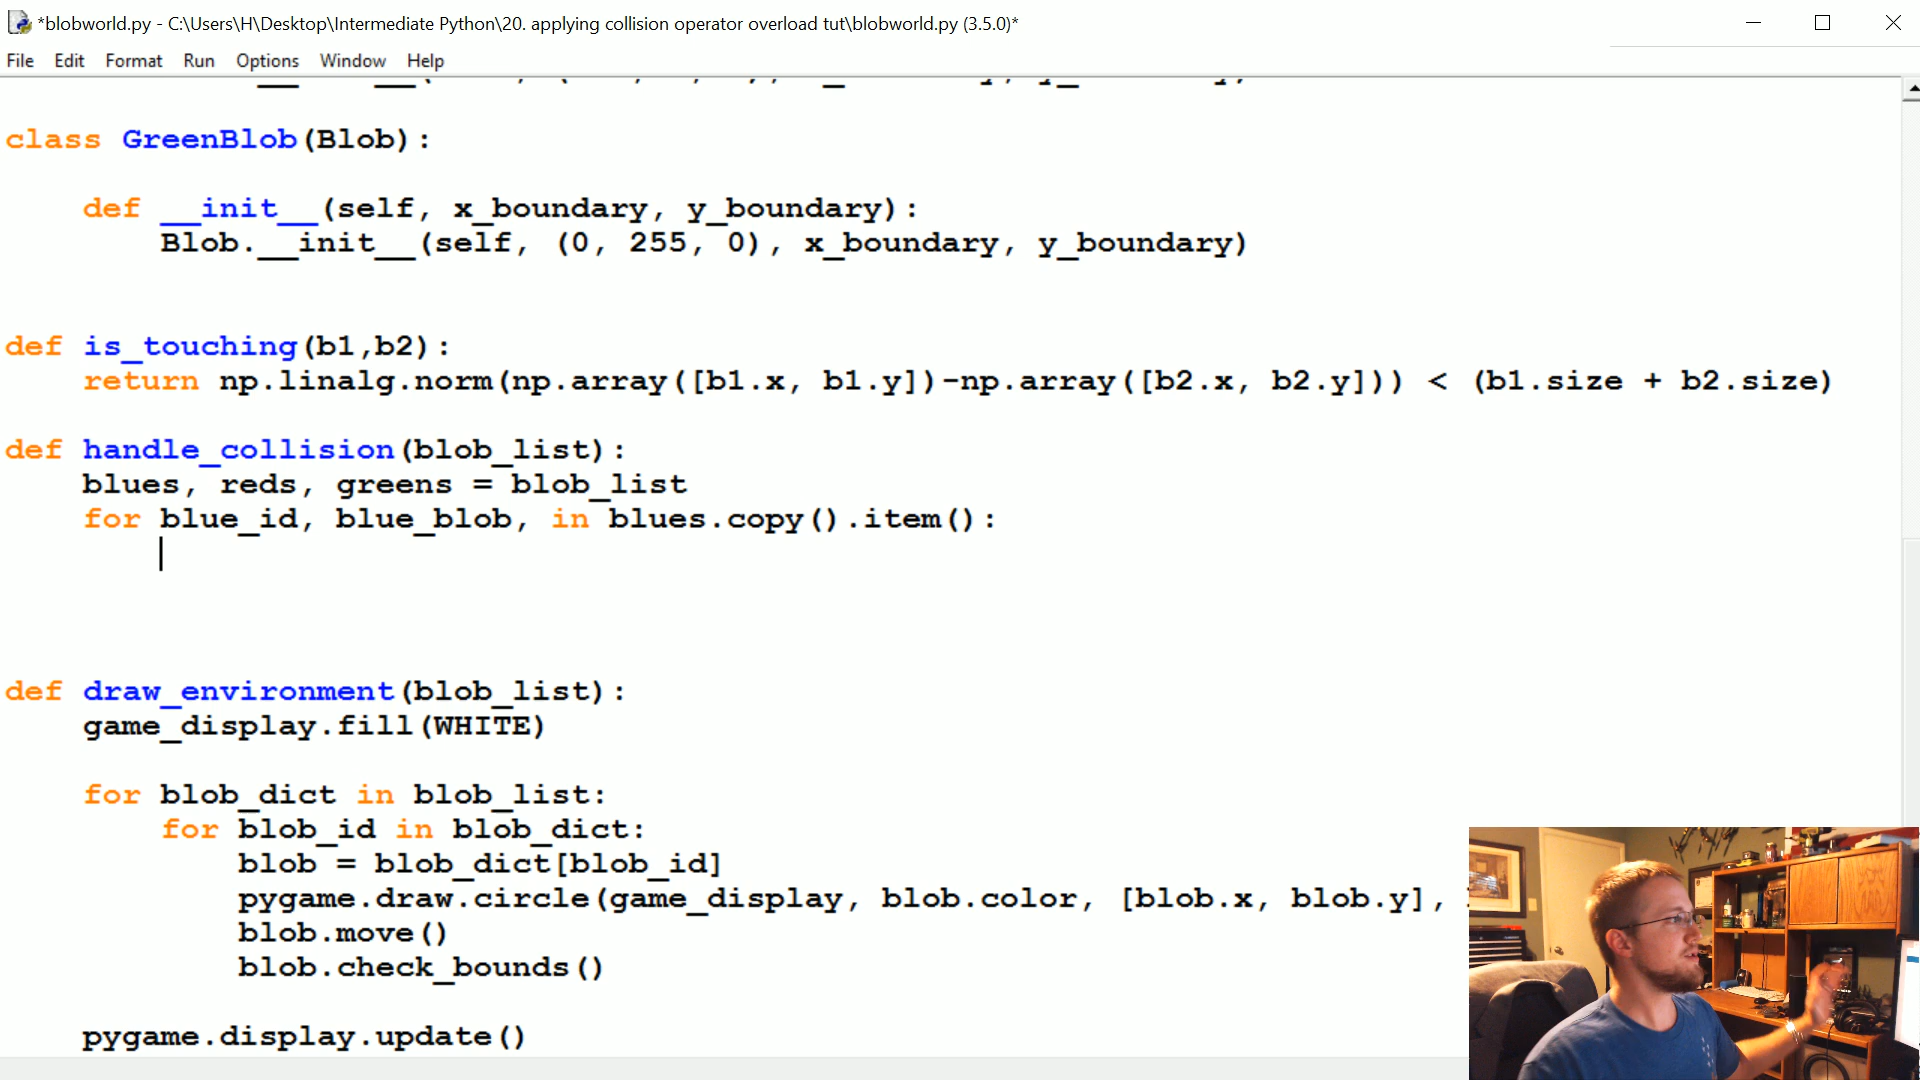 *blobworld.py - C:\Users\H\Desktop\Intermediate Python\20. applying collision operator overload tut\blobworld.py (3.5.0)*
File Edit Format Run Options Window Help
class GreenBlob(Blob):
def __init__(self, x_boundary, y_boundary):
Blob.__init__(self, (0, 255, 0), x_boundary, y_boundary)
def is_touching(b1,b2):
return np.linalg.norm(np.array([b1.x, b1.y])-np.array([b2.x, b2.y])) < (b1.size + b2.size)
def handle_collision(blob_list):
blues, reds, greens = blob_list
for blue_id, blue_blob, in blues.copy().item():
def draw_environment(blob_list):
game_display.fill(WHITE)
for blob_dict in blob_list:
for blob_id in blob_dict:
blob = blob_dict[blob_id]
pygame.draw.circle(game_display, blob.color, [blob.x, blob.y],
blob.move()
blob.check_bounds()
pygame.display.update()